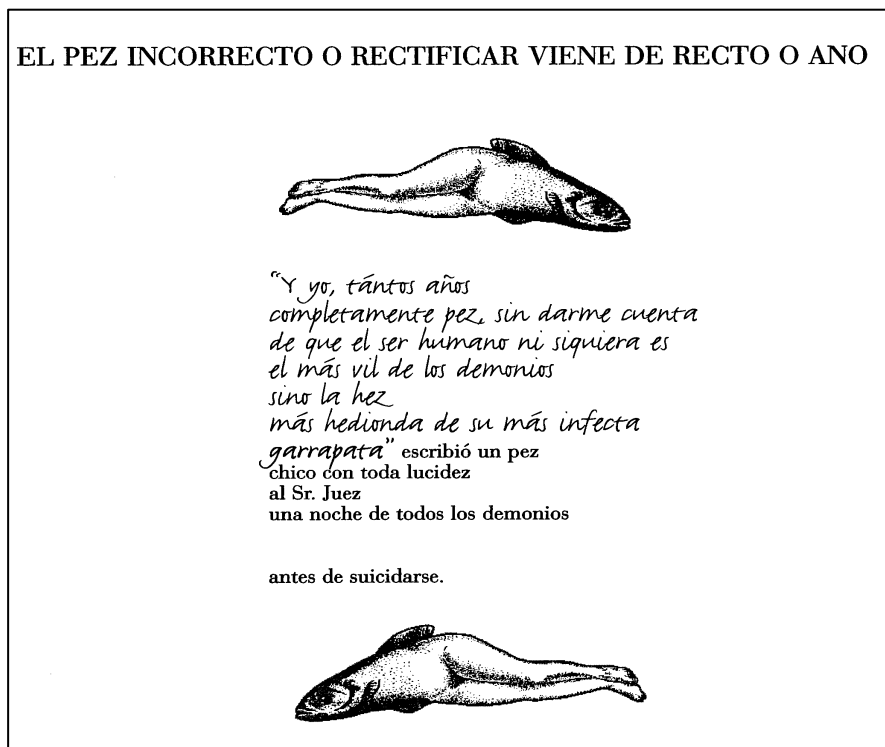 EL PEZ INCORRECTO O RECTIFICAR VIENE DE RECTO O ANO
"Y yo, tántos años
completamente pez, sin darme cuenta
de que el ser humano ni siquiera es
el más vil de los demonios
sino la hez
más hedionda de su más infecta
garrapata" escribió un pez
chico con toda lucidez
al Sr. Juez
una noche de todos los demonios
antes de suicidarse.